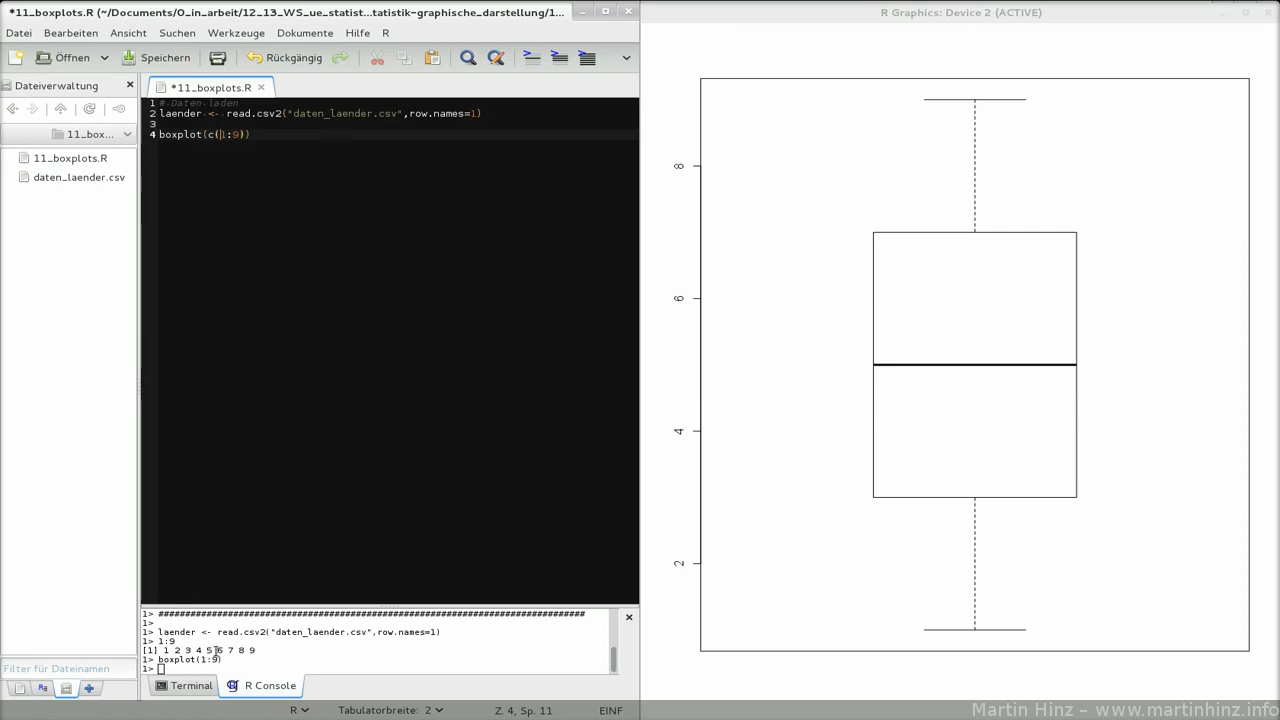 *11_boxplots.R (~/Documents/0_in_arbeit/12_13_WS_ue_statist...tatistik-graphische_darstellung/1...
R Graphics: Device 2 (ACTIVE)
Datei Bearbeiten Ansicht Suchen Werkzeuge Dokumente Hilfe R
Öffnen Speichern Rückgängig
Dateiverwaltung
*11_boxplots.R
11_box...
11_boxplots.R
daten_laender.csv
1 # Daten laden
2 laender <- read.csv2("daten_laender.csv",row.names=1)
3
4 boxplot(c(1:9))
8
6
4
2
1> ################################################################################
1>
1> laender <- read.csv2("daten_laender.csv",row.names=1)
1> 1:9
[1] 1 2 3 4 5 6 7 8 9
1> boxplot(1:9)
1>
Filter für Dateinamen
Terminal R Console
R Tabulatorbreite: 2 Z. 4, Sp. 11 EINF
Martin Hinz - www.martinhinz.info